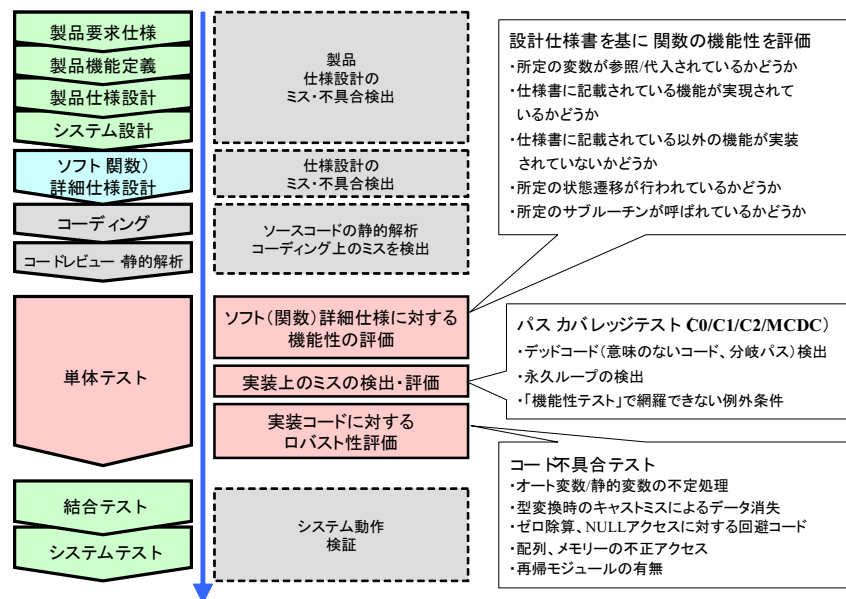 製品要求仕様
製品機能定義
製品仕様設計
システム設計
ソフト(関数)
詳細仕様設計
コーディング
コードレビュー・静的解析
単体テスト
結合テスト
システムテスト
製品
仕様設計の
ミス・不具合検出
仕様設計の
ミス・不具合検出
ソースコードの静的解析
コーディング上のミスを検出
ソフト(関数)詳細仕様に対する
機能性の評価
実装上のミスの検出・評価
実装コードに対する
ロバスト性評価
システム動作
検証
設計仕様書を基に 関数の機能性を評価
・所定の変数が参照/代入されているかどうか
・仕様書に記載されている機能が実現されて
いるかどうか
・仕様書に記載されている以外の機能が実装
されていないかどうか
・所定の状態遷移が行われているかどうか
・所定のサブルーチンが呼ばれているかどうか
パス カバレッジテスト (C0/C1/C2/MCDC)
・デッドコード(意味のないコード、分岐パス)検出
・永久ループの検出
・「機能性テスト」で網羅できない例外条件
コード不具合テスト
・オート変数/静的変数の不定処理
・型変換時のキャストミスによるデータ消失
・ゼロ除算、NULLアクセスに対する回避コード
・配列、メモリーの不正アクセス
・再帰モジュールの有無